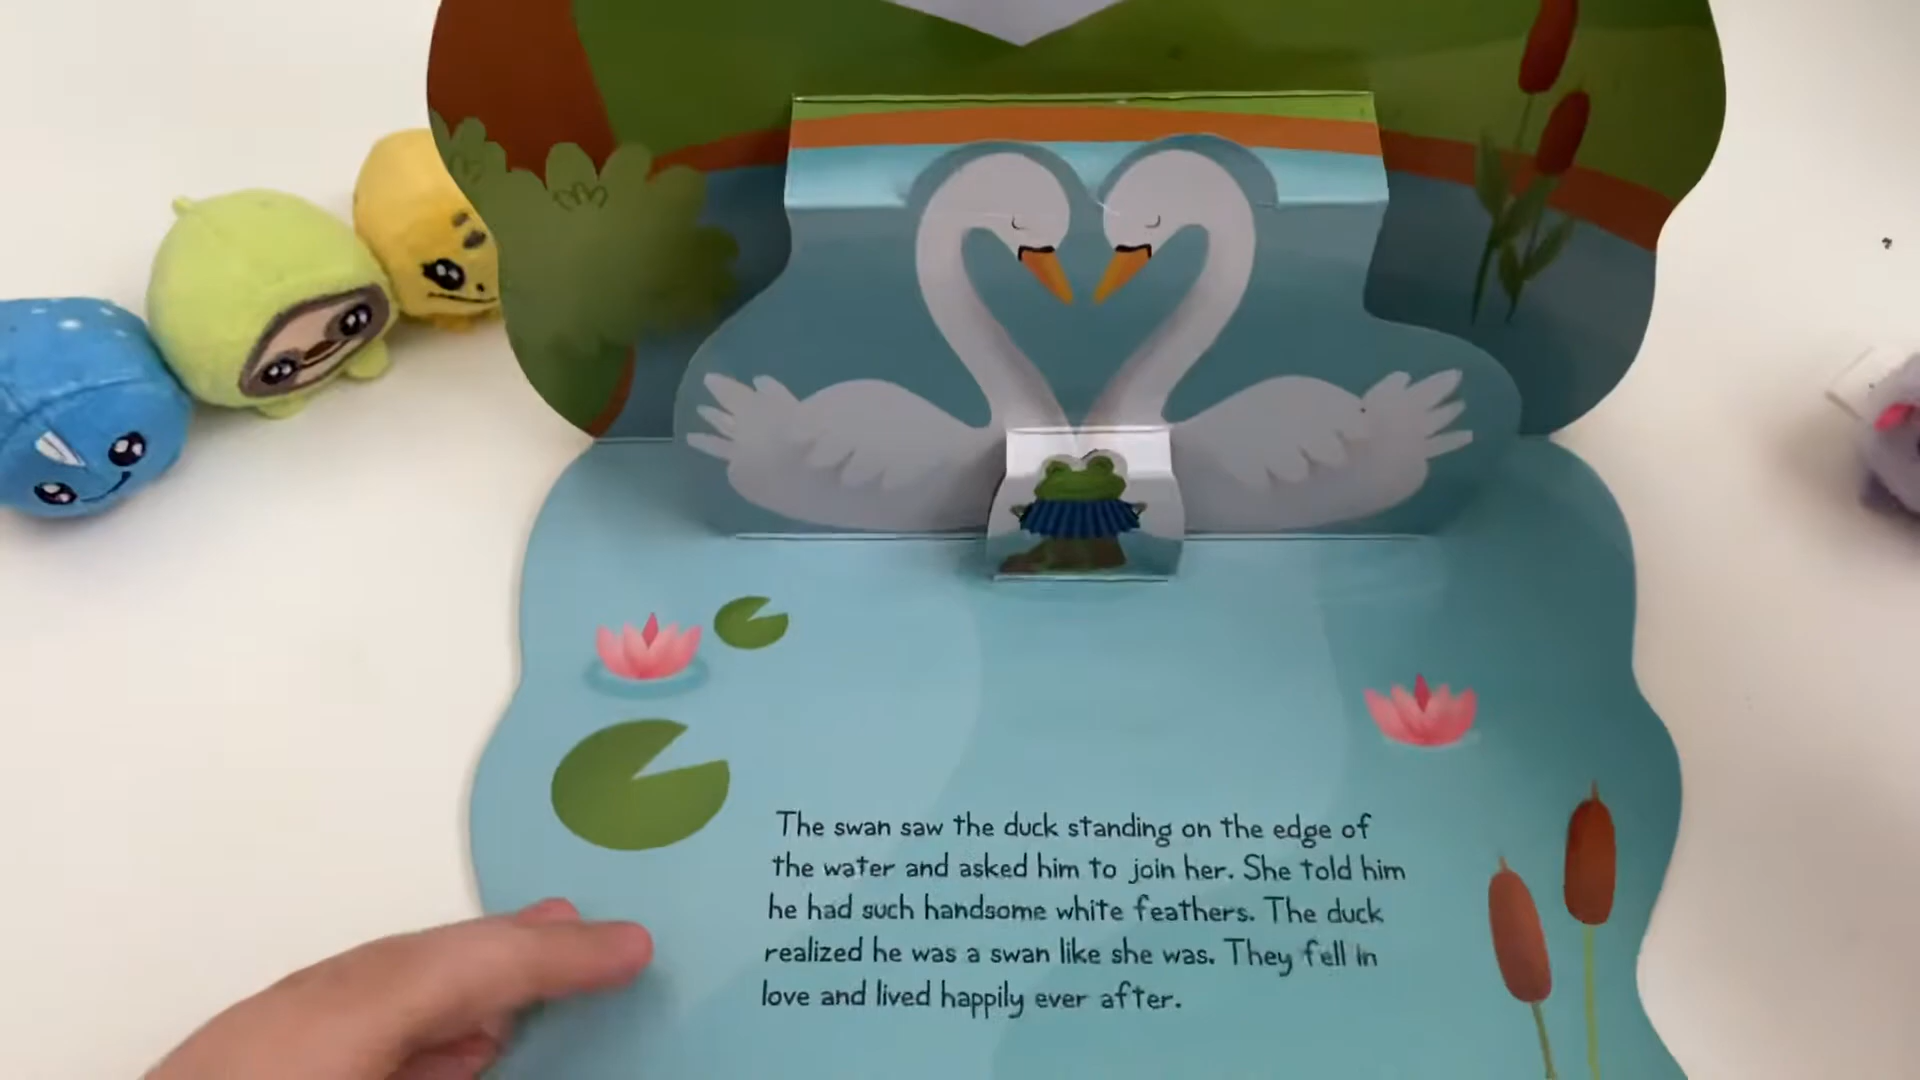 The swan saw the duck standing on the edge of
the water and asked him to join her. She told him
he had such handsome white feathers. The duck
realized he was a swan like she was. They fell in
love and lived happily ever after.